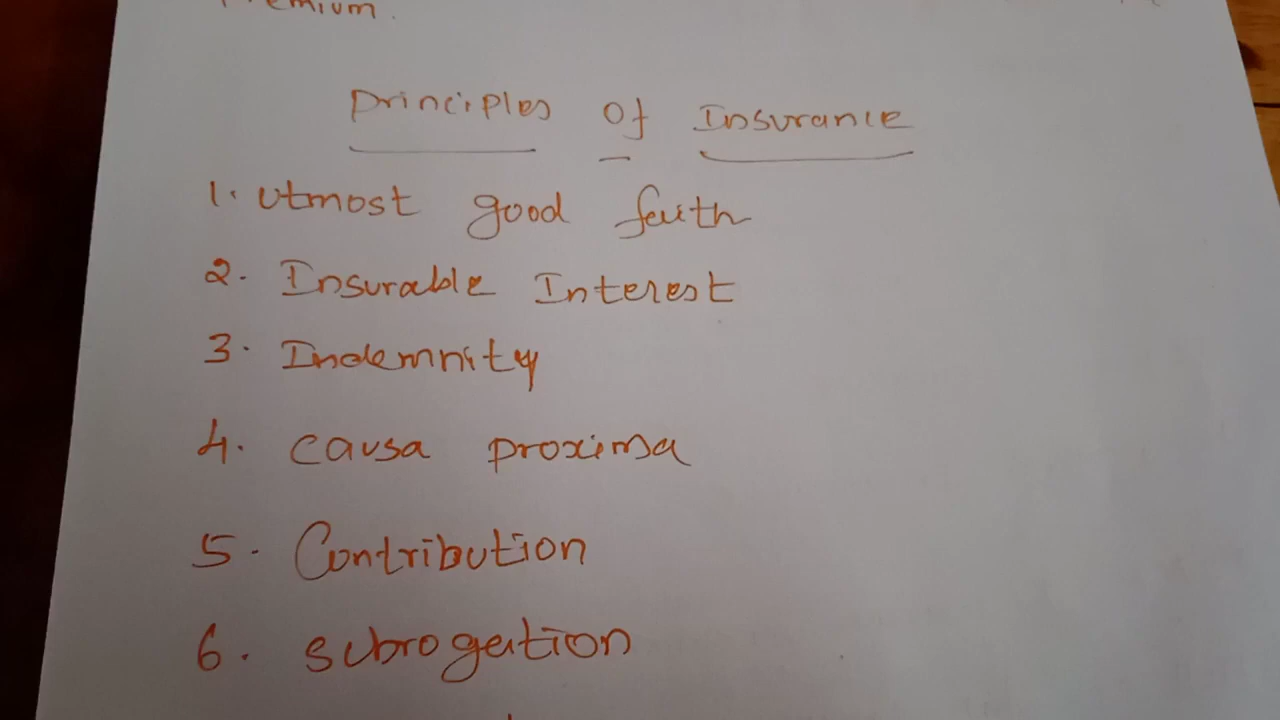 Premium.
Principles Of Insurance
1. Utmost good faith
2. Insurable Interest
3. Indemnity
4. Causa proxima
5. Contribution
6. Subrogation